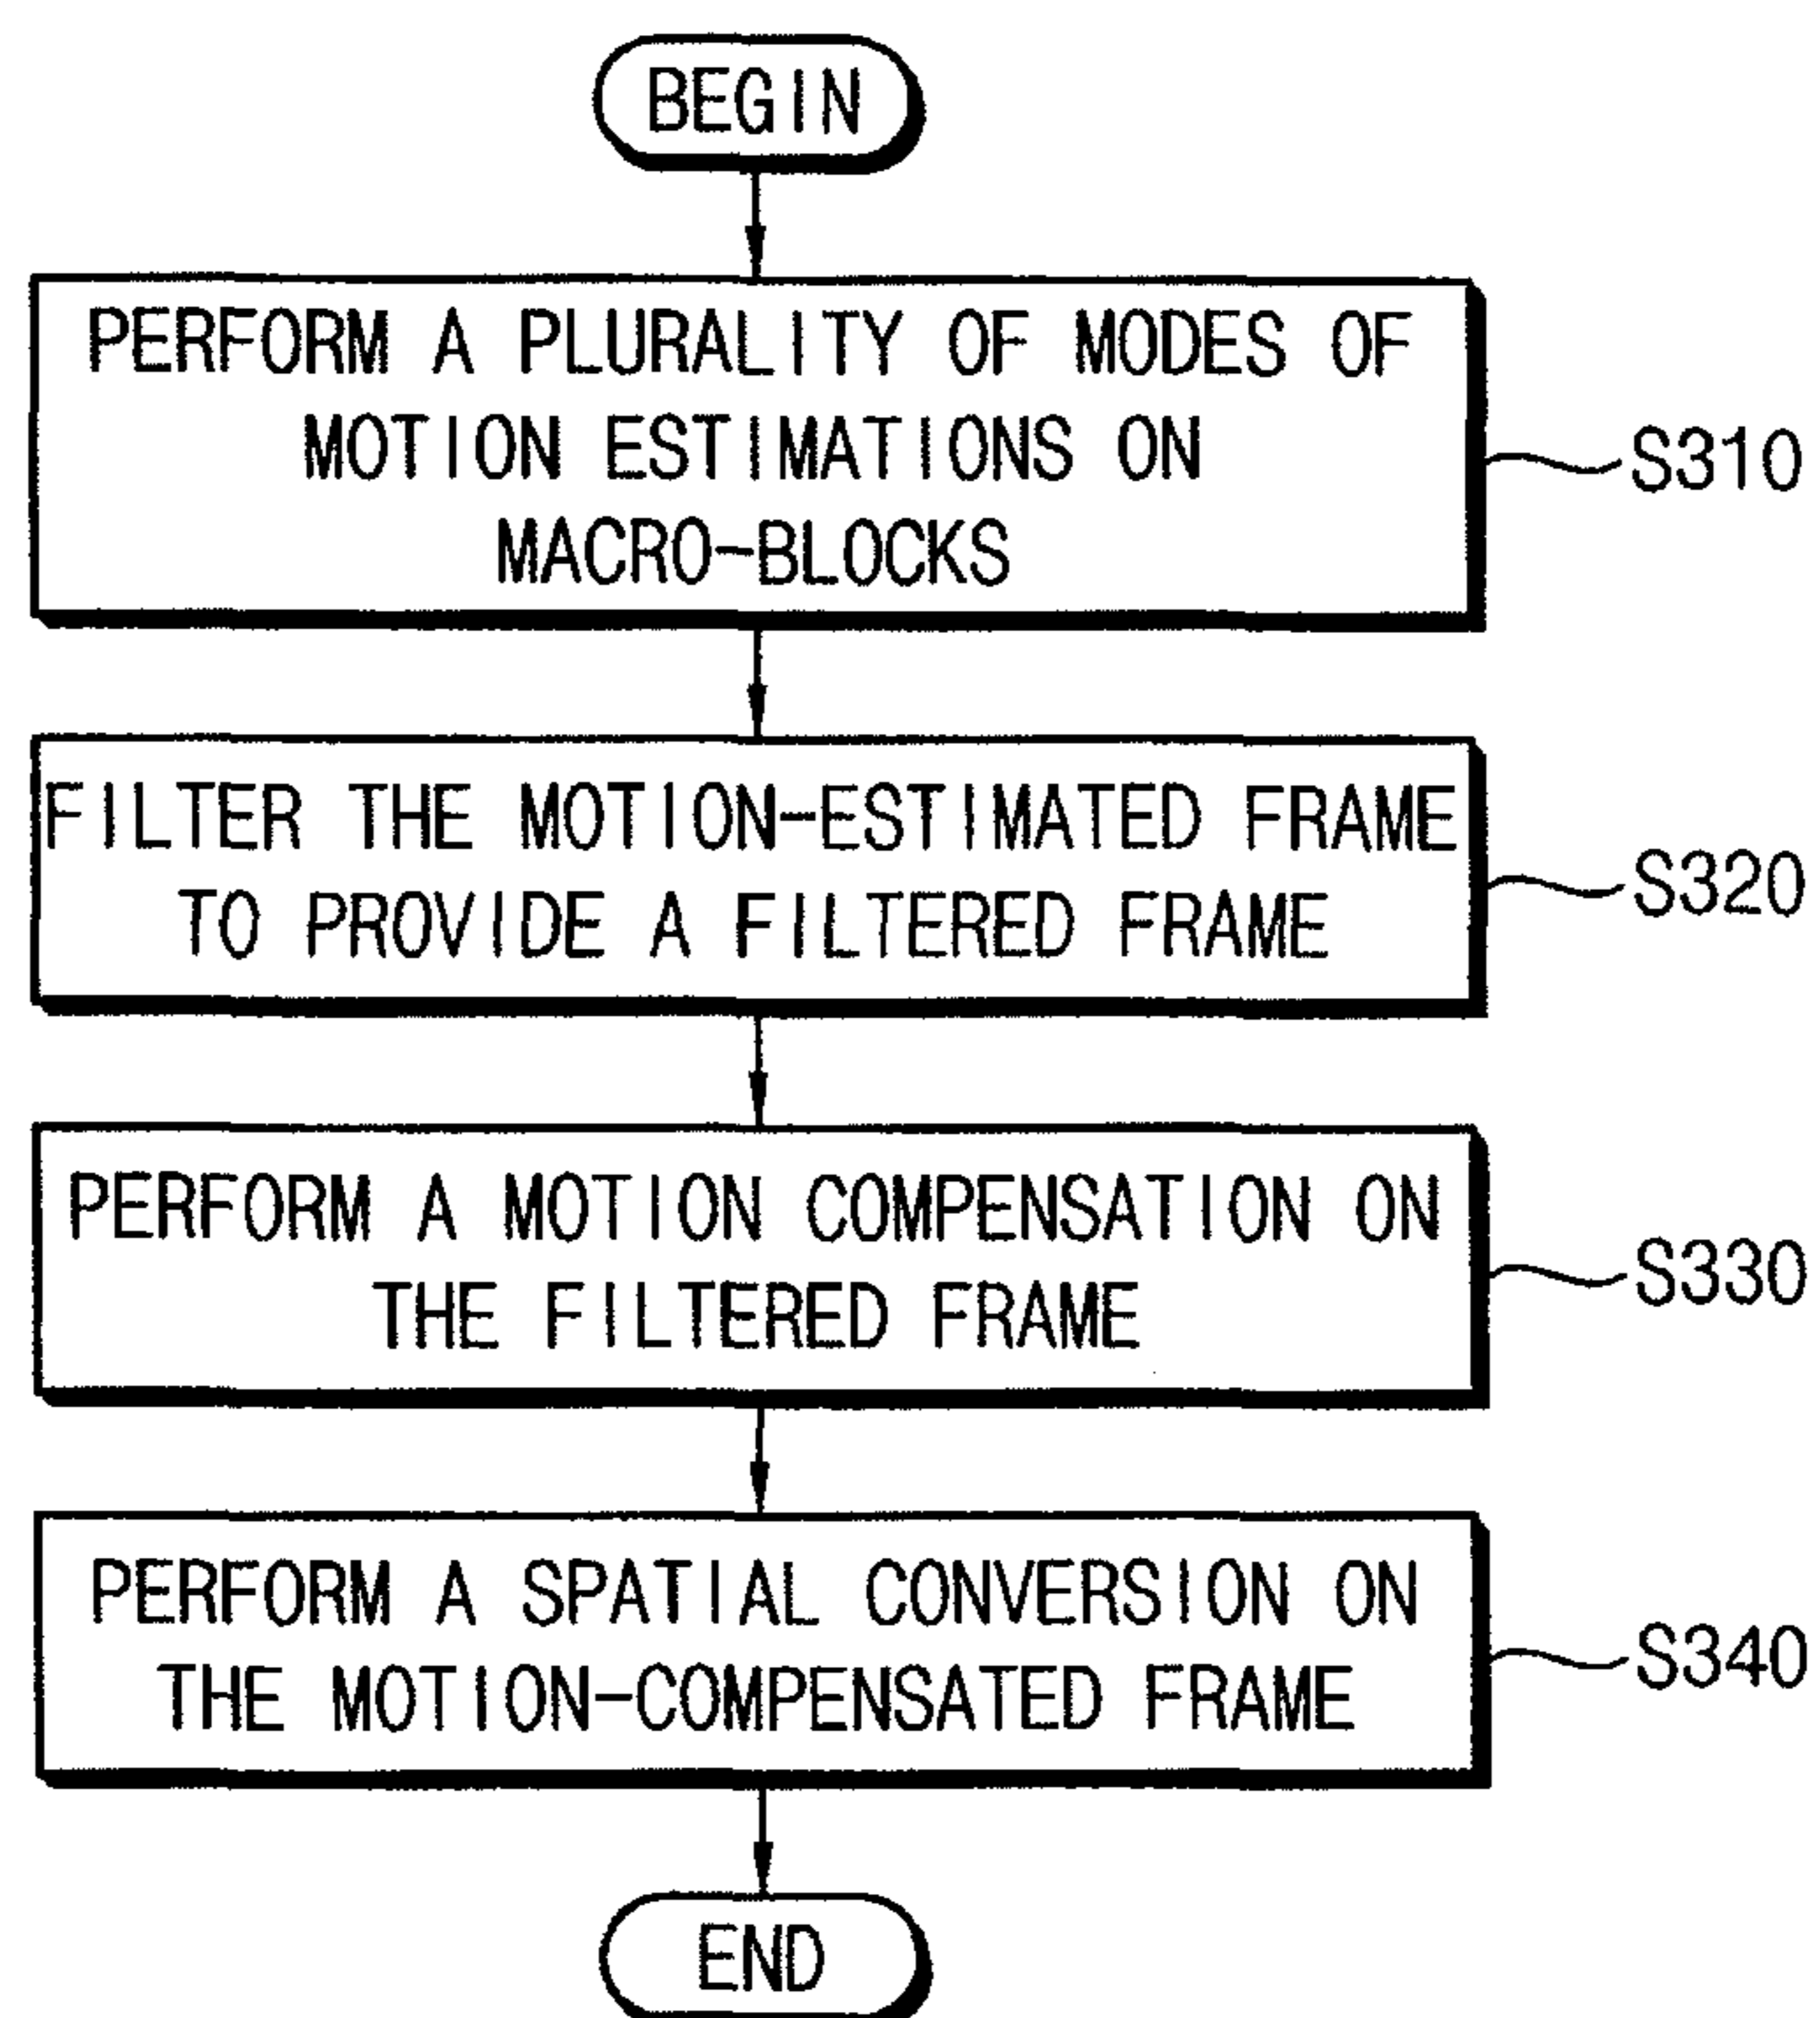 BEGIN
PERFORM A PLURALITY OF MODES OF
MOTION ESTIMATIONS ON
MACRO-BLOCKS
S310
FILTER THE MOTION-ESTIMATED FRAME
TO PROVIDE A FILTERED FRAME
S320
PERFORM A MOTION COMPENSATION ON
THE FILTERED FRAME
S330
PERFORM A SPATIAL CONVERSION ON
THE MOTION-COMPENSATED FRAME
S340
END